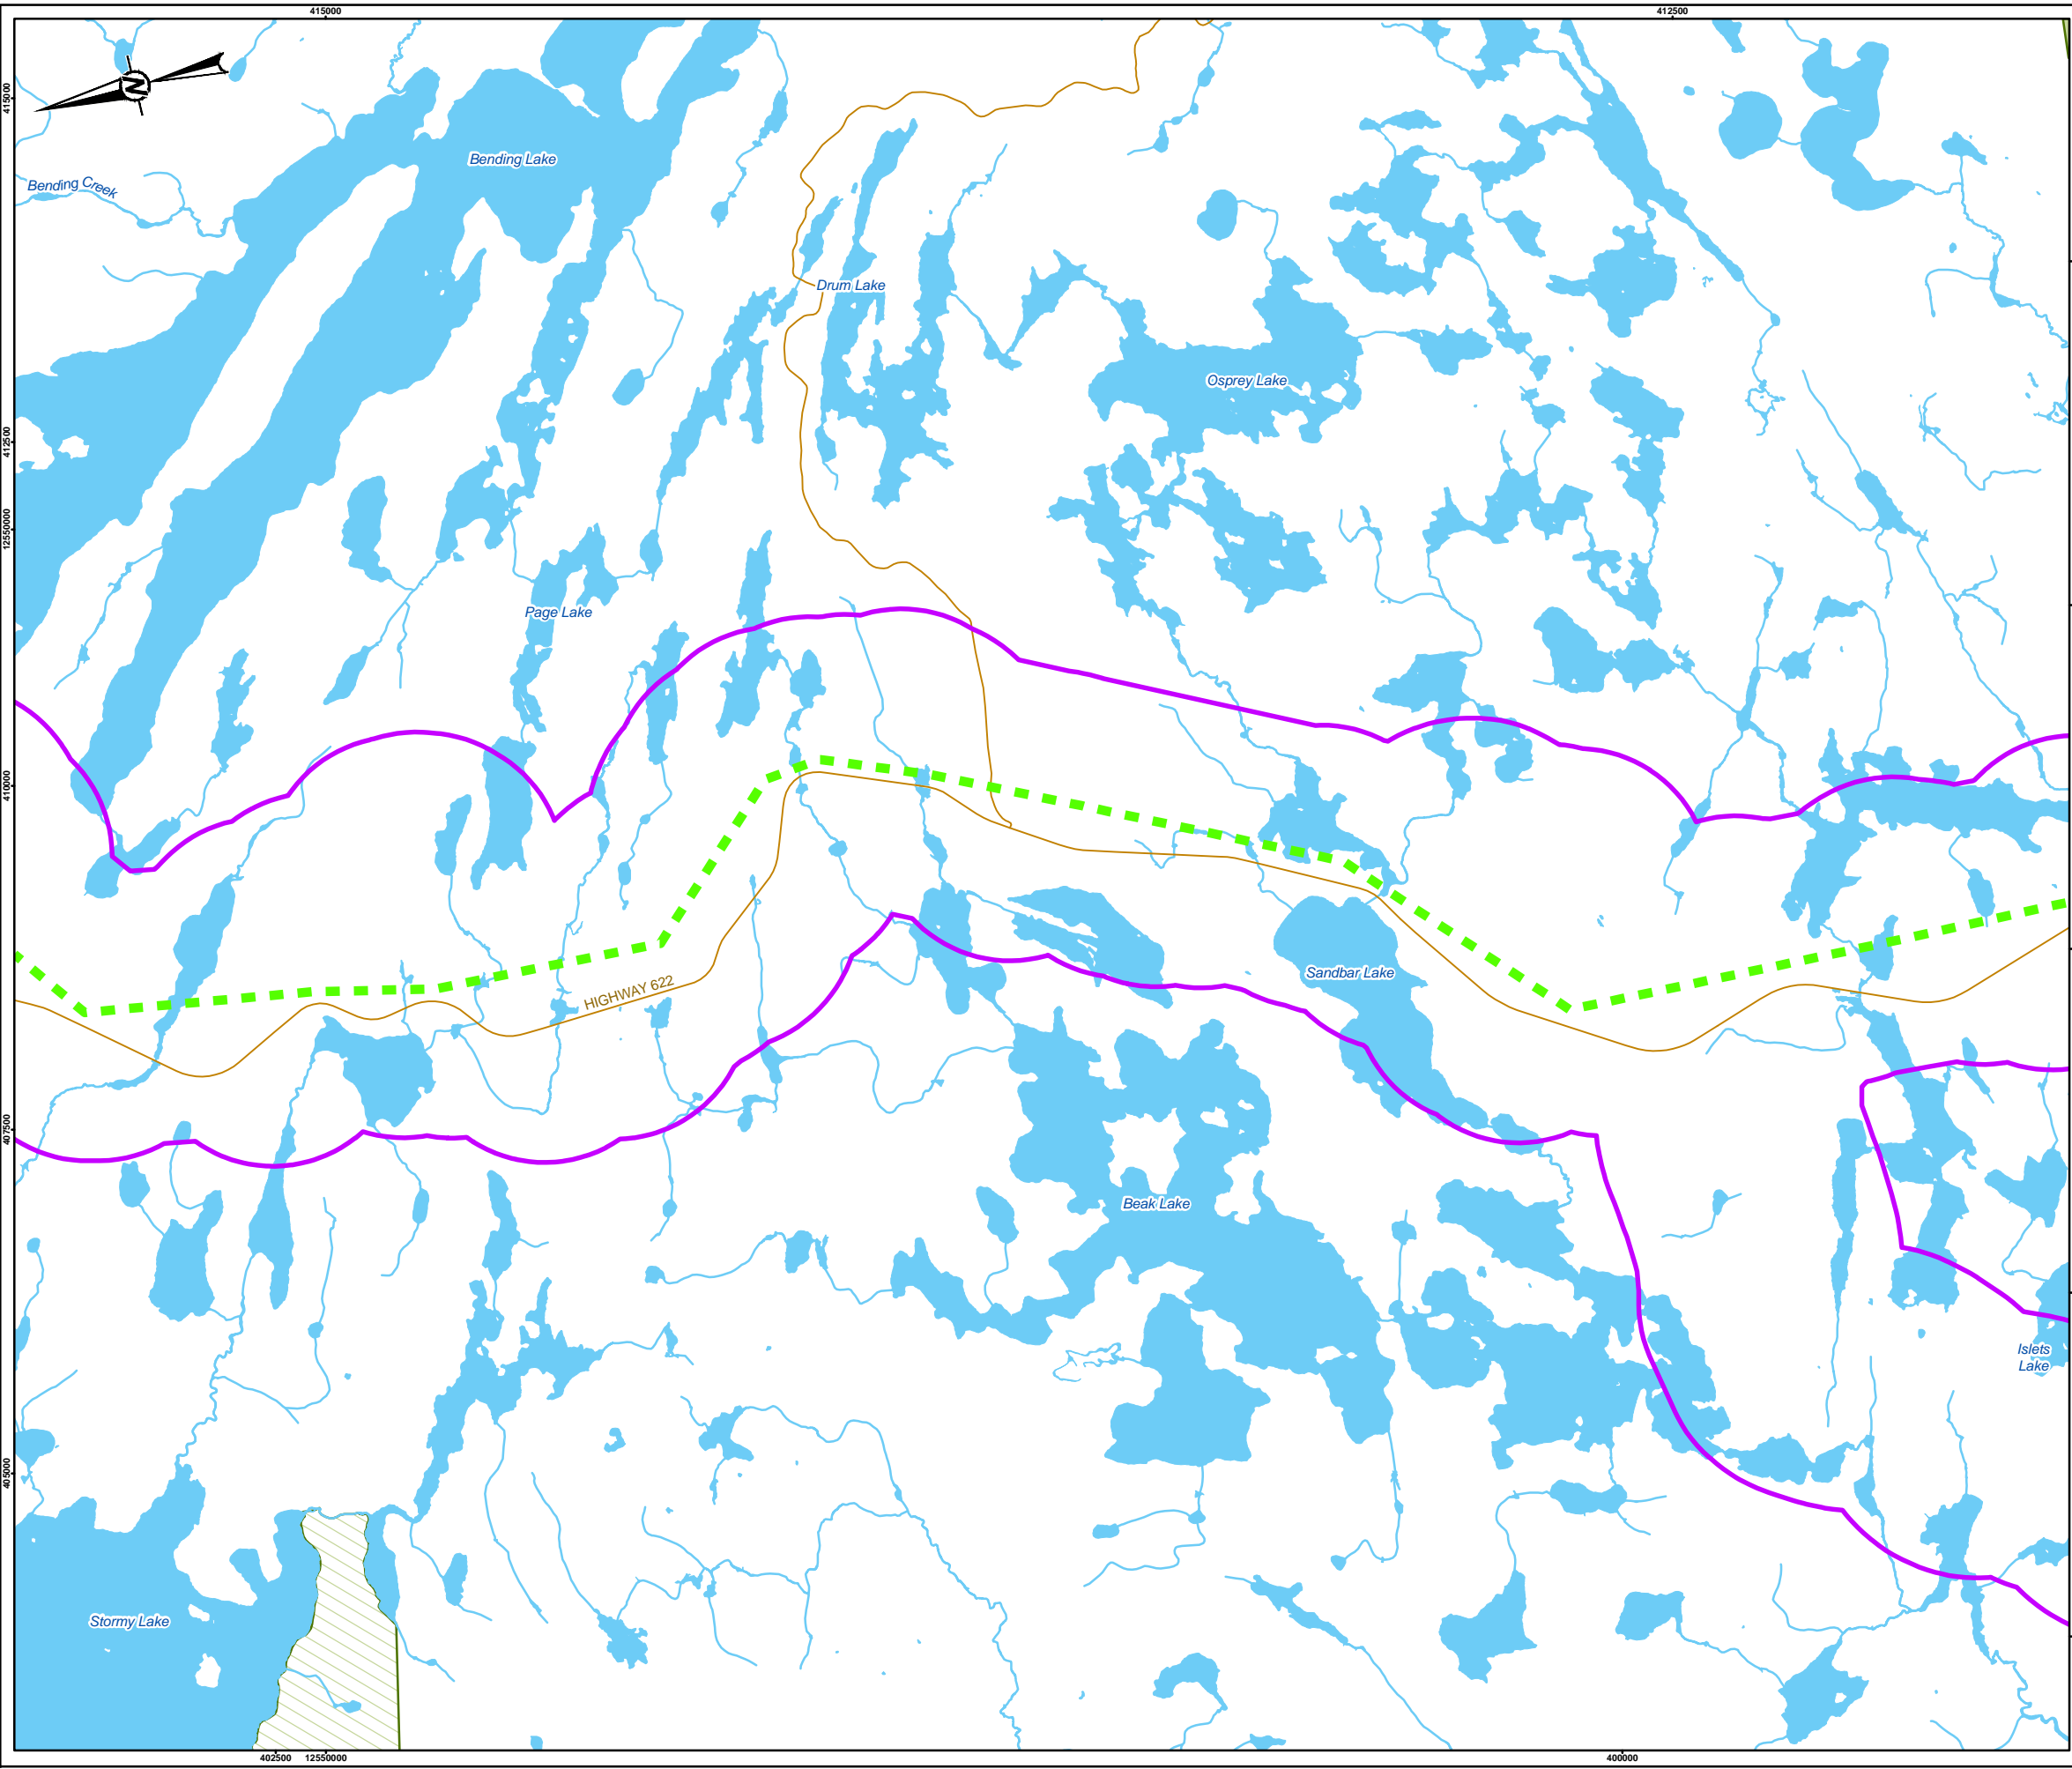 415000
412500
N
415000
Bending Lake
Bending Creek
Drum Lake
Osprey Lake
412500
12550000
Page Lake
410000
Sandbar Lake
HIGHWAY 622
407500
Beak Lake
Islets
Lake
405000
Stormy Lake
402500
12550000
400000